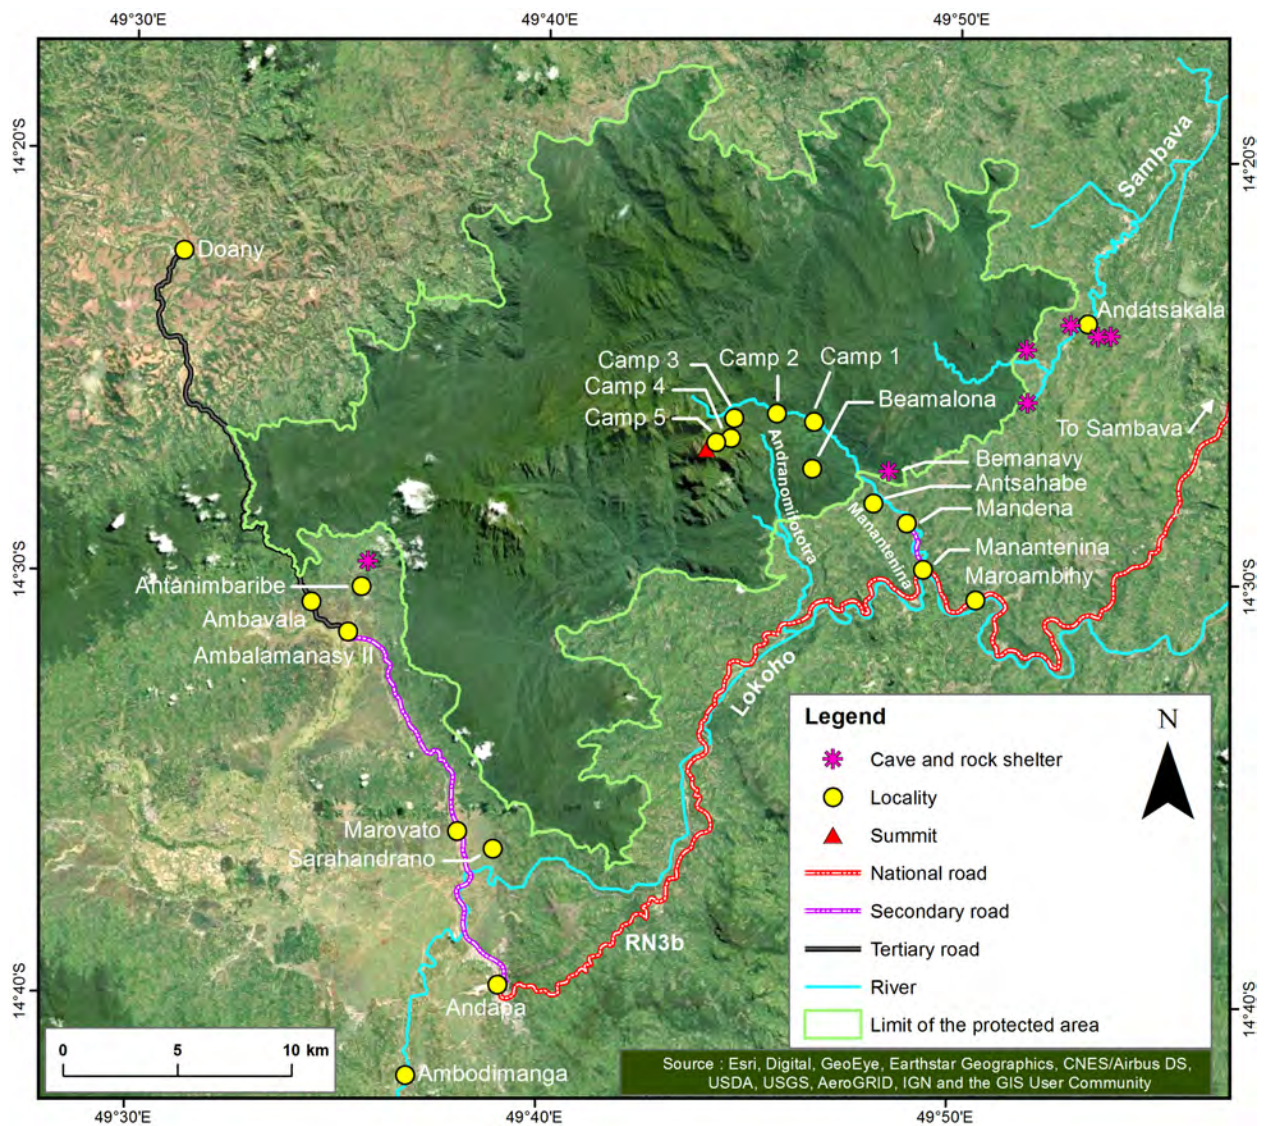 49°30'E
49°40'E
49°50'E
14°20'S
14°20'S
Sambava
Doany
Andatsakala
Camp 3
Camp 2
Camp 1
Camp 4
Beamalona
Camp 5
To Sambava
Andranomifototra
Bemanavy
Antsahabe
Manantenina
Mandena
Manantenina
14°30'S
Antanimbaribe
Maroambihy
14°30'S
Ambavala
Ambalamanasy II
Lokoho
Legend
N
Cave and rock shelter
Locality
Marovato
Summit
Sarahandrano
National road
Secondary road
RN3b
Tertiary road
14°40'S
River
Andapa
14°40'S
Limit of the protected area
0 5 10 km
Ambodimanga
Source : Esri, Digital, GeoEye, Earthstar Geographics, CNES/Airbus DS,
USDA, USGS, AeroGRID, IGN and the GIS User Community
49°30'E
49°40'E
49°50'E